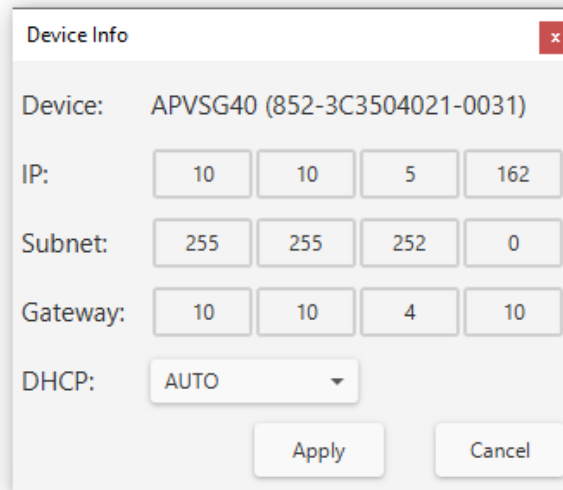 Device Info x
Device: APVSG40 (852-3C3504021-0031)
IP: 10 10 5 162
Subnet: 255 255 252 0
Gateway: 10 10 4 10
DHCP: AUTO
Apply Cancel